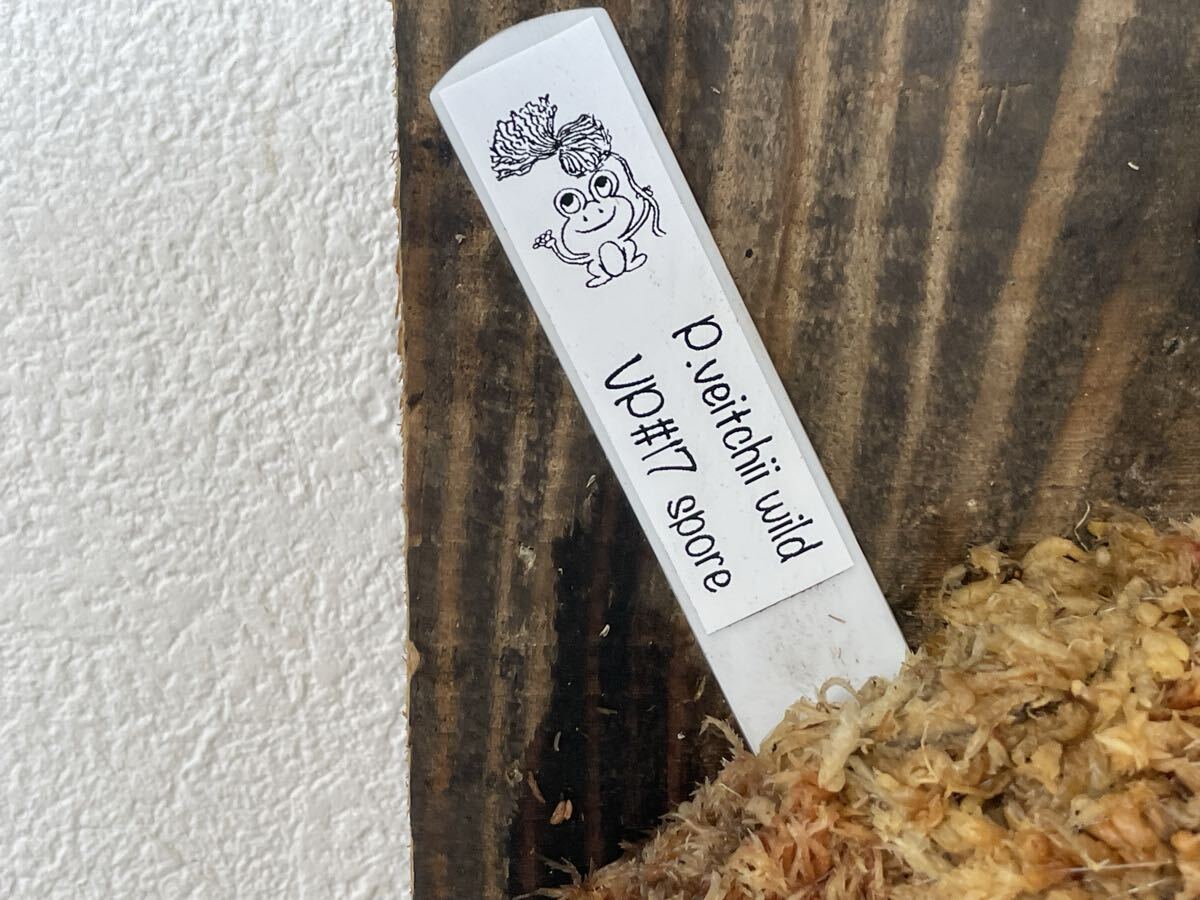 P.veitchii wild
VP#17 spore